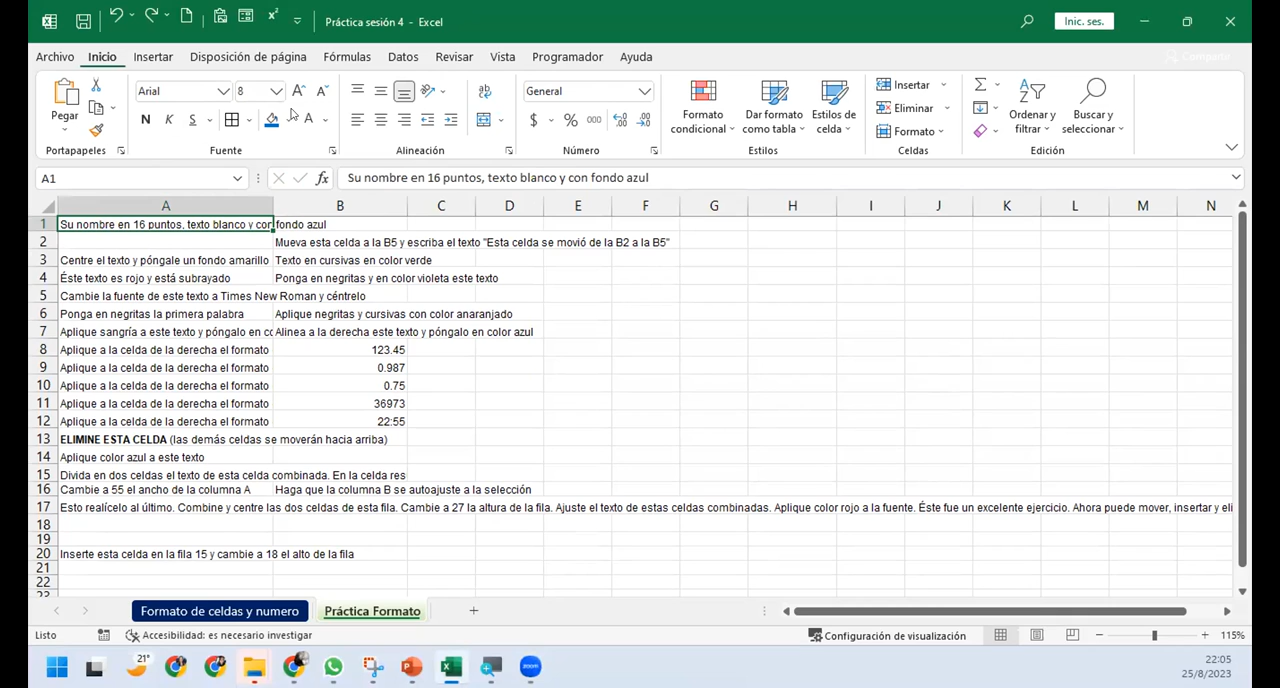 Práctica sesión 4 - Excel
Inic. ses.
Archivo Inicio Insertar Disposición de página Fórmulas Datos Revisar Vista Programador Ayuda
Compartir
Pegar
Arial 8
General
Formato condicional
Dar formato como tabla
Estilos de celda
Insertar
Eliminar
Formato
Ordenar y filtrar
Buscar y seleccionar
Portapapeles Fuente Alineación Número Estilos Celdas Edición
A1 Su nombre en 16 puntos, texto blanco y con fondo azul
A B C D E F G H I J K L M N
1 Su nombre en 16 puntos, texto blanco y con fondo azul
2 Mueva esta celda a la B5 y escriba el texto "Esta celda se movió de la B2 a la B5"
3 Centre el texto y póngale un fondo amarillo Texto en cursivas en color verde
4 Éste texto es rojo y está subrayado Ponga en negritas y en color violeta este texto
5 Cambie la fuente de este texto a Times New Roman y céntrelo
6 Ponga en negritas la primera palabra Aplique negritas y cursivas con color anaranjado
7 Aplique sangría a este texto y póngalo en co Alinea a la derecha este texto y póngalo en color azul
8 Aplique a la celda de la derecha el formato 123.45
9 Aplique a la celda de la derecha el formato 0.987
10 Aplique a la celda de la derecha el formato 0.75
11 Aplique a la celda de la derecha el formato 36973
12 Aplique a la celda de la derecha el formato 22:55
13 ELIMINE ESTA CELDA (las demás celdas se moverán hacia arriba)
14 Aplique color azul a este texto
15 Divida en dos celdas el texto de esta celda combinada. En la celda res
16 Cambie a 55 el ancho de la columna A Haga que la columna B se autoajuste a la selección
17 Esto realícelo al último. Combine y centre las dos celdas de esta fila. Cambie a 27 la altura de la fila. Ajuste el texto de estas celdas combinadas. Aplique color rojo a la fuente. Éste fue un excelente ejercicio. Ahora puede mover, insertar y eli
18
19
20 Inserte esta celda en la fila 15 y cambie a 18 el alto de la fila
21
22
23
Formato de celdas y numero Práctica Formato
Listo Accesibilidad: es necesario investigar Configuración de visualización 115%
21°
22:05
25/8/2023
zoom